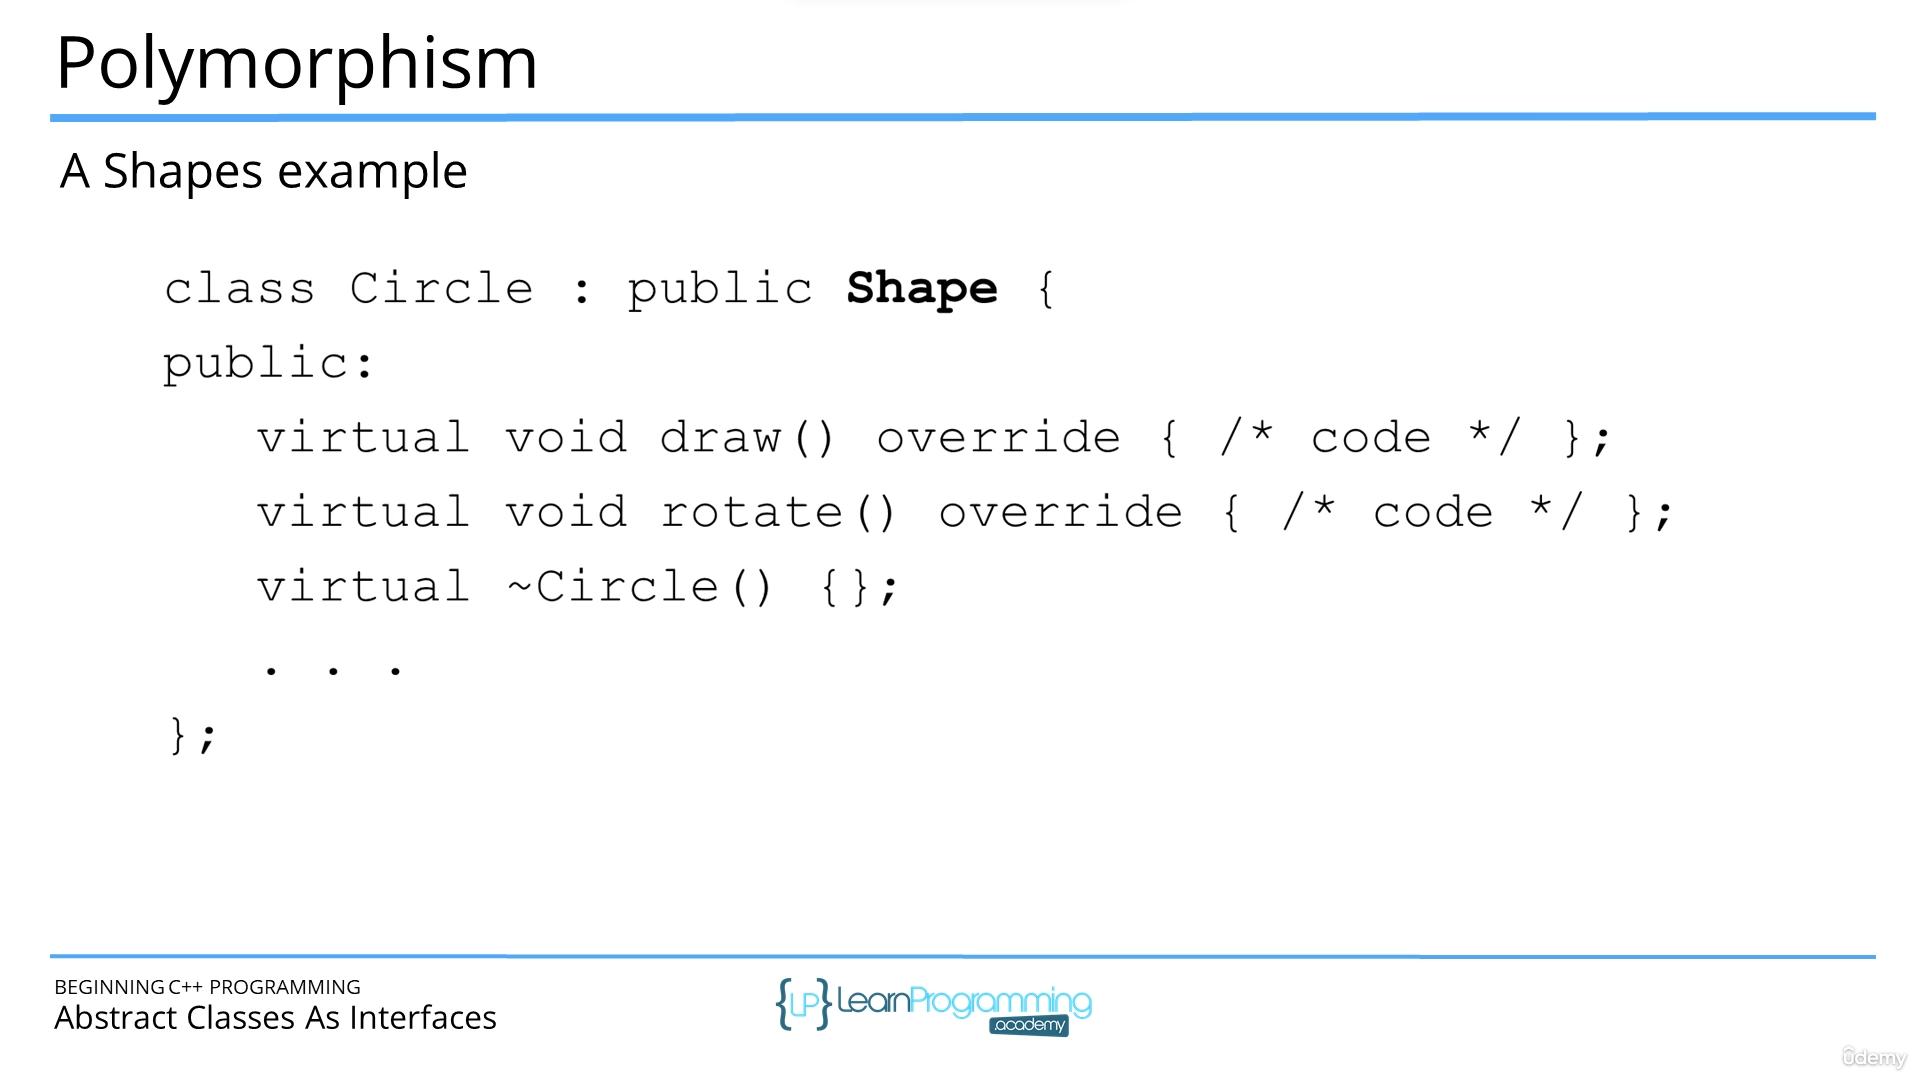 Polymorphism
A Shapes example
class Circle : public Shape {
public:
virtual void draw() override { /* code */ };
virtual void rotate() override { /* code */ };
virtual ~Circle() {};
. . .
};
BEGINNING C++ PROGRAMMING
Abstract Classes As Interfaces
{LP} LearnProgramming
.academy
ûdemy